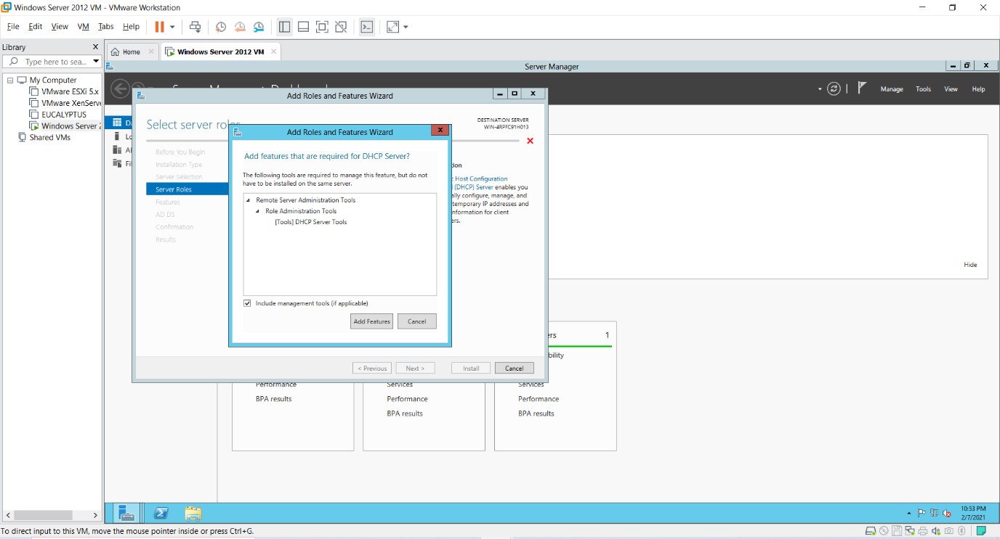 Windows Server 2012 VM - VMware Workstation
File Edit View VM Tabs Help
Library
Type here to sea...
My Computer
VMware ESXi 5.x
VMware XenServe
EUCALYPTUS
Windows Server 2
Shared VMs
Home
Windows Server 2012 VM
Server Manager
Manage Tools View Help
Add Roles and Features Wizard
Select server roles
DESTINATION SERVER
WIN-4RPFC91H013
Before You Begin
Installation Type
Server Selection
Server Roles
Features
AD DS
Confirmation
Results
Add Roles and Features Wizard
Add features that are required for DHCP Server?
The following tools are required to manage this feature, but do not
have to be installed on the same server.
Remote Server Administration Tools
Role Administration Tools
[Tools] DHCP Server Tools
Include management tools (if applicable)
Add Features Cancel
Host Configuration
(DHCP) Server enables you
configure, manage, and
temporary IP addresses and
information for client
< Previous Next > Install Cancel
Hide
1
Performance
BPA results
Services
Performance
BPA results
Services
Performance
BPA results
10:53 PM
2/7/2021
To direct input to this VM, move the mouse pointer inside or press Ctrl+G.